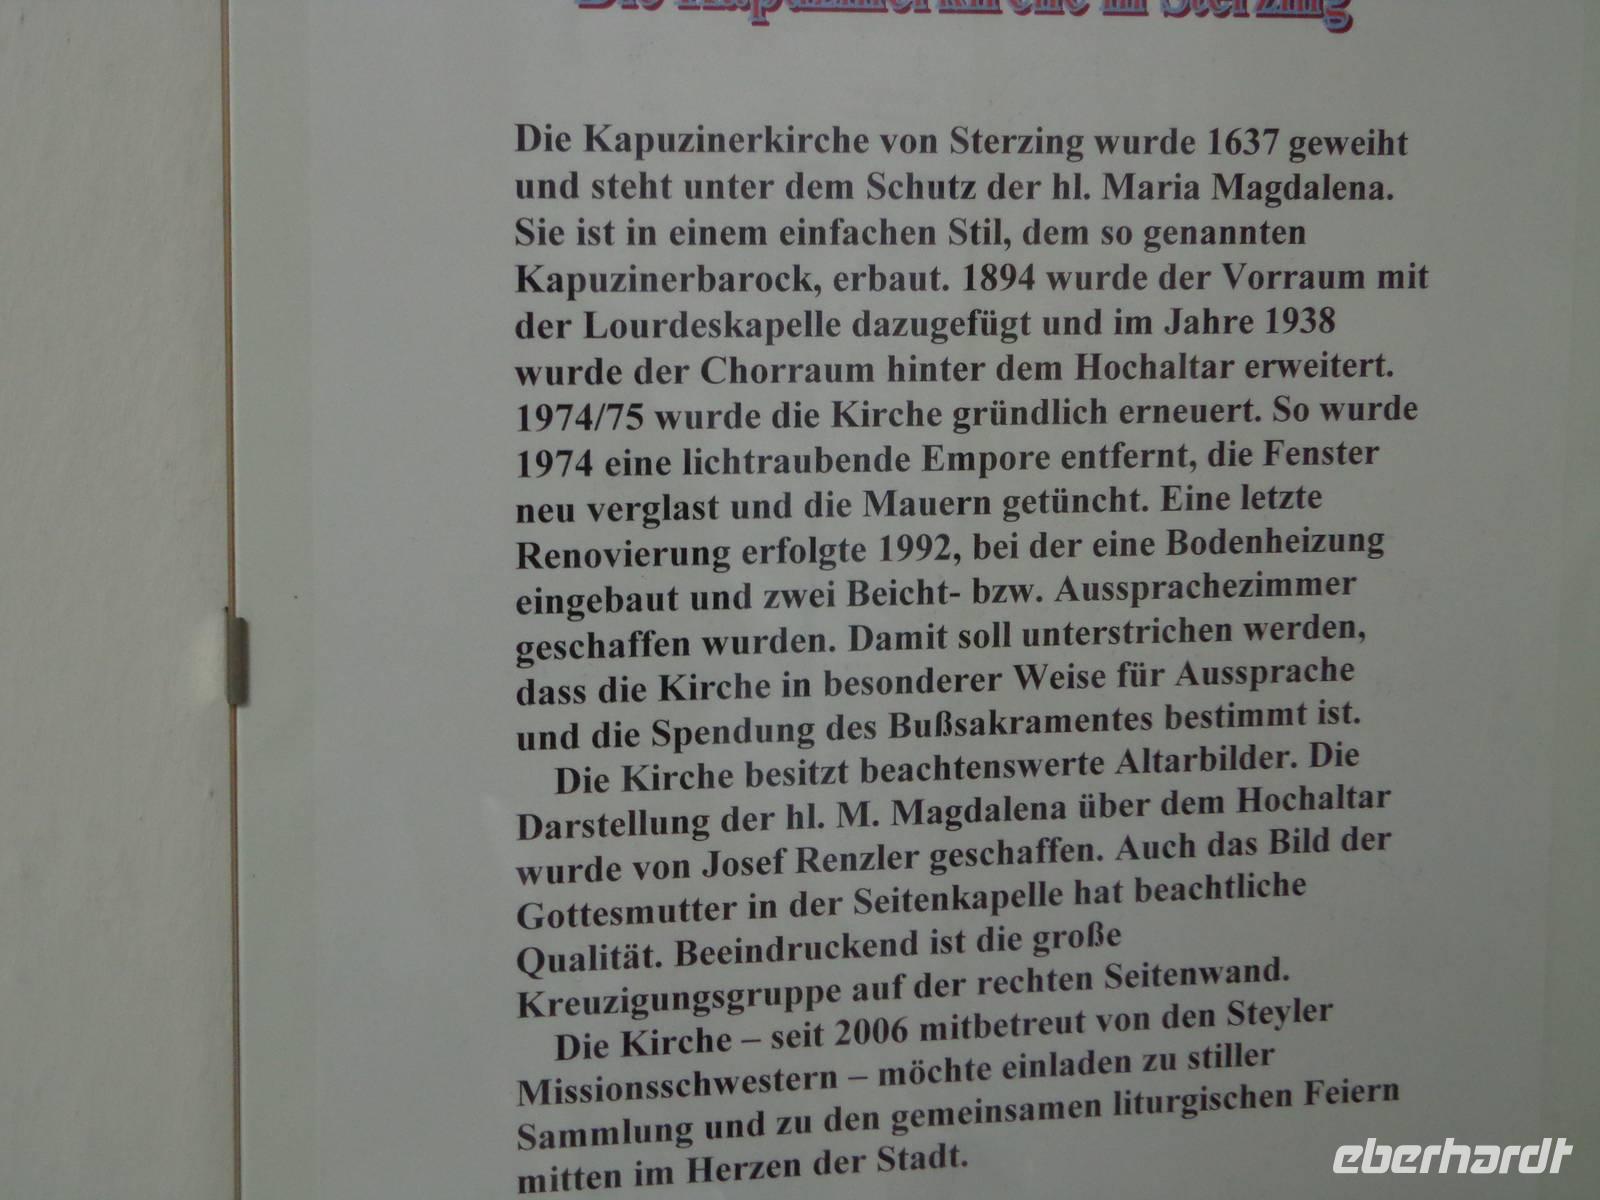 Die Kapuzinerkirche in Sterzing
Die Kapuzinerkirche von Sterzing wurde 1637 geweiht
und steht unter dem Schutz der hl. Maria Magdalena.
Sie ist in einem einfachen Stil, dem so genannten
Kapuzinerbarock, erbaut. 1894 wurde der Vorraum mit
der Lourdeskapelle dazugefügt und im Jahre 1938
wurde der Chorraum hinter dem Hochaltar erweitert.
1974/75 wurde die Kirche gründlich erneuert. So wurde
1974 eine lichtraubende Empore entfernt, die Fenster
neu verglast und die Mauern getüncht. Eine letzte
Renovierung erfolgte 1992, bei der eine Bodenheizung
eingebaut und zwei Beicht- bzw. Aussprachezimmer
geschaffen wurden. Damit soll unterstrichen werden,
dass die Kirche in besonderer Weise für Aussprache
und die Spendung des Bußsakramentes bestimmt ist.
Die Kirche besitzt beachtenswerte Altarbilder. Die
Darstellung der hl. M. Magdalena über dem Hochaltar
wurde von Josef Renzler geschaffen. Auch das Bild der
Gottesmutter in der Seitenkapelle hat beachtliche
Qualität. Beeindruckend ist die große
Kreuzigungsgruppe auf der rechten Seitenwand.
Die Kirche – seit 2006 mitbetreut von den Steyler
Missionsschwestern – möchte einladen zu stiller
Sammlung und zu den gemeinsamen liturgischen Feiern
mitten im Herzen der Stadt.
eberhardt